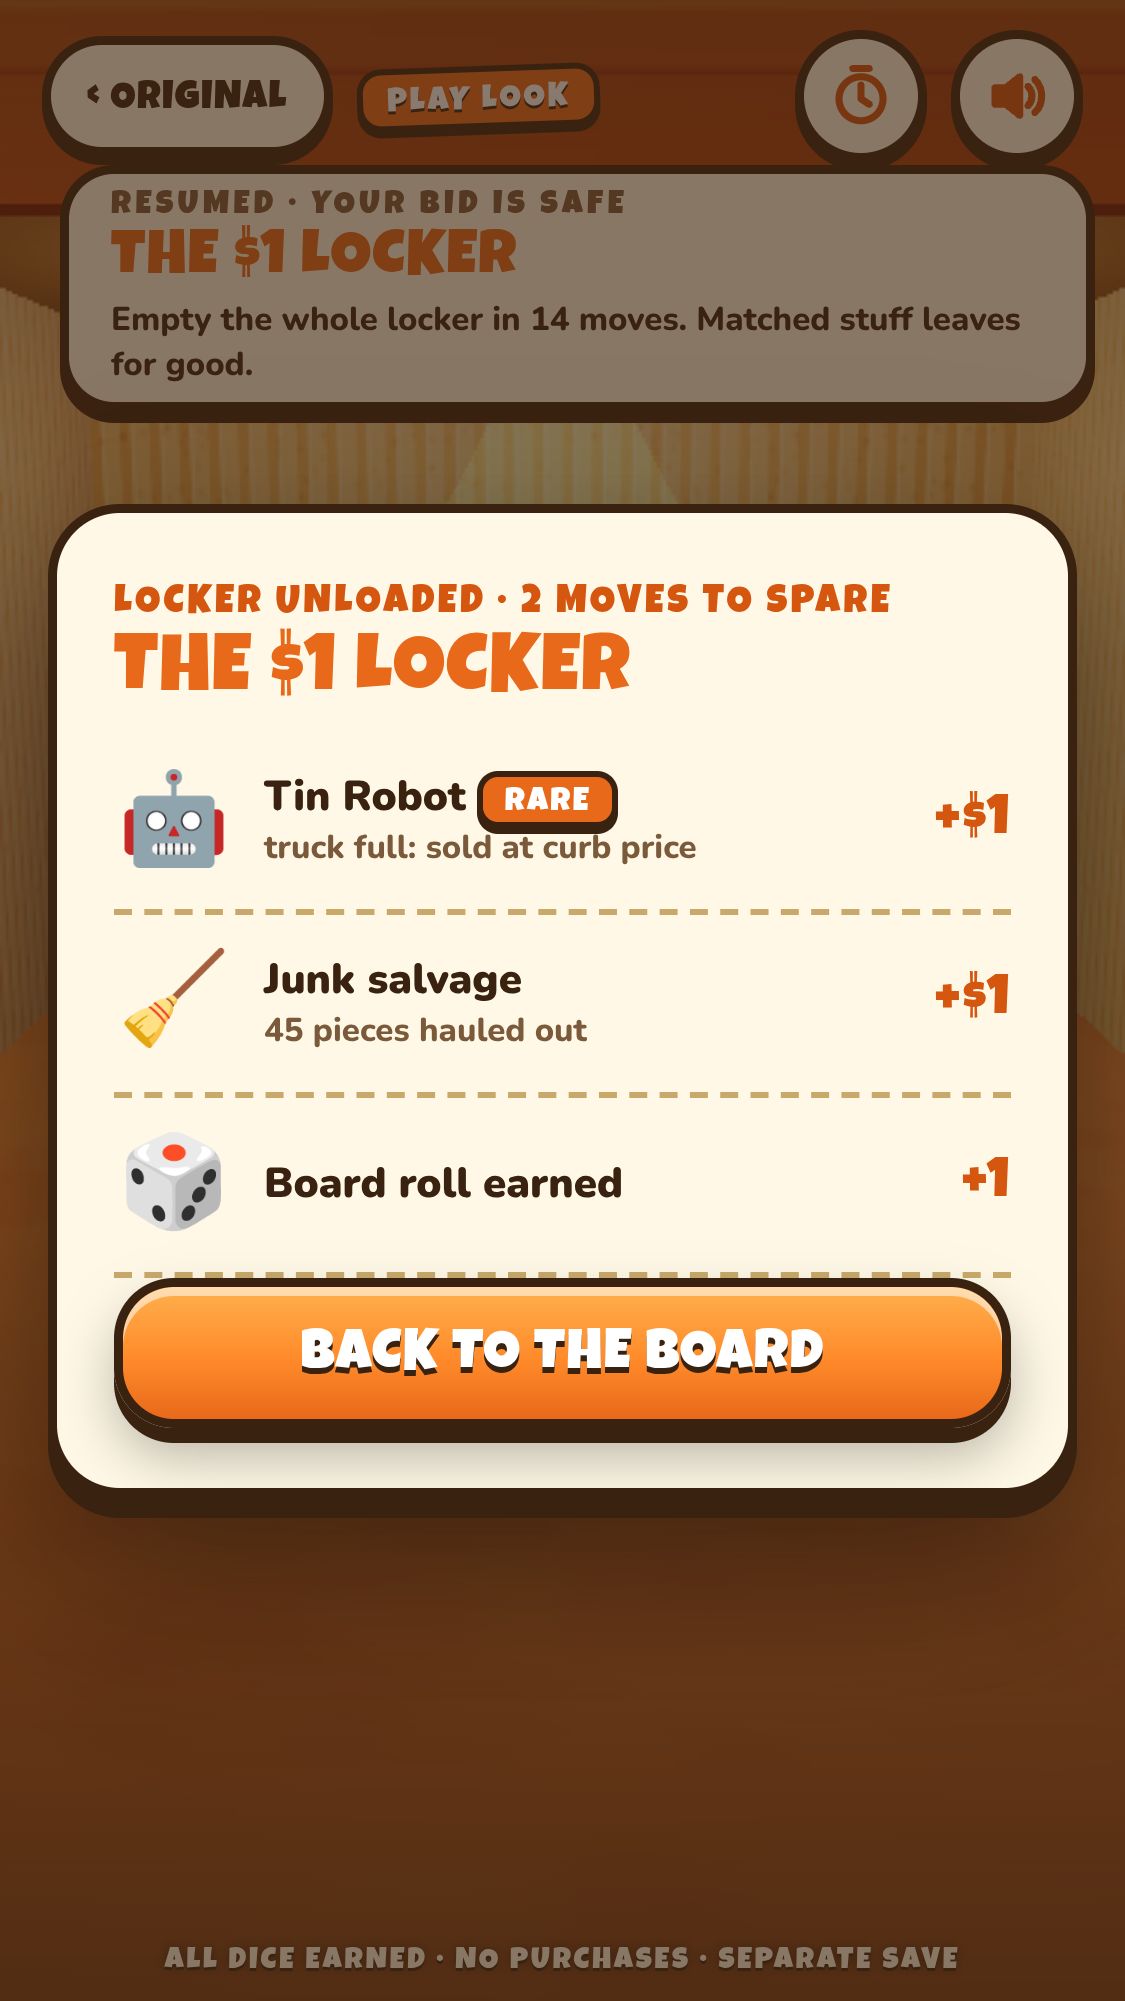 ‹ ORIGINAL
PLAY LOOK
RESUMED · YOUR BID IS SAFE
THE $1 LOCKER
Empty the whole locker in 14 moves. Matched stuff leaves
for good.
LOCKER UNLOADED · 2 MOVES TO SPARE
THE $1 LOCKER
Tin Robot RARE
truck full: sold at curb price
+$1
Junk salvage
45 pieces hauled out
+$1
Board roll earned
+1
BACK TO THE BOARD
ALL DICE EARNED · NO PURCHASES · SEPARATE SAVE